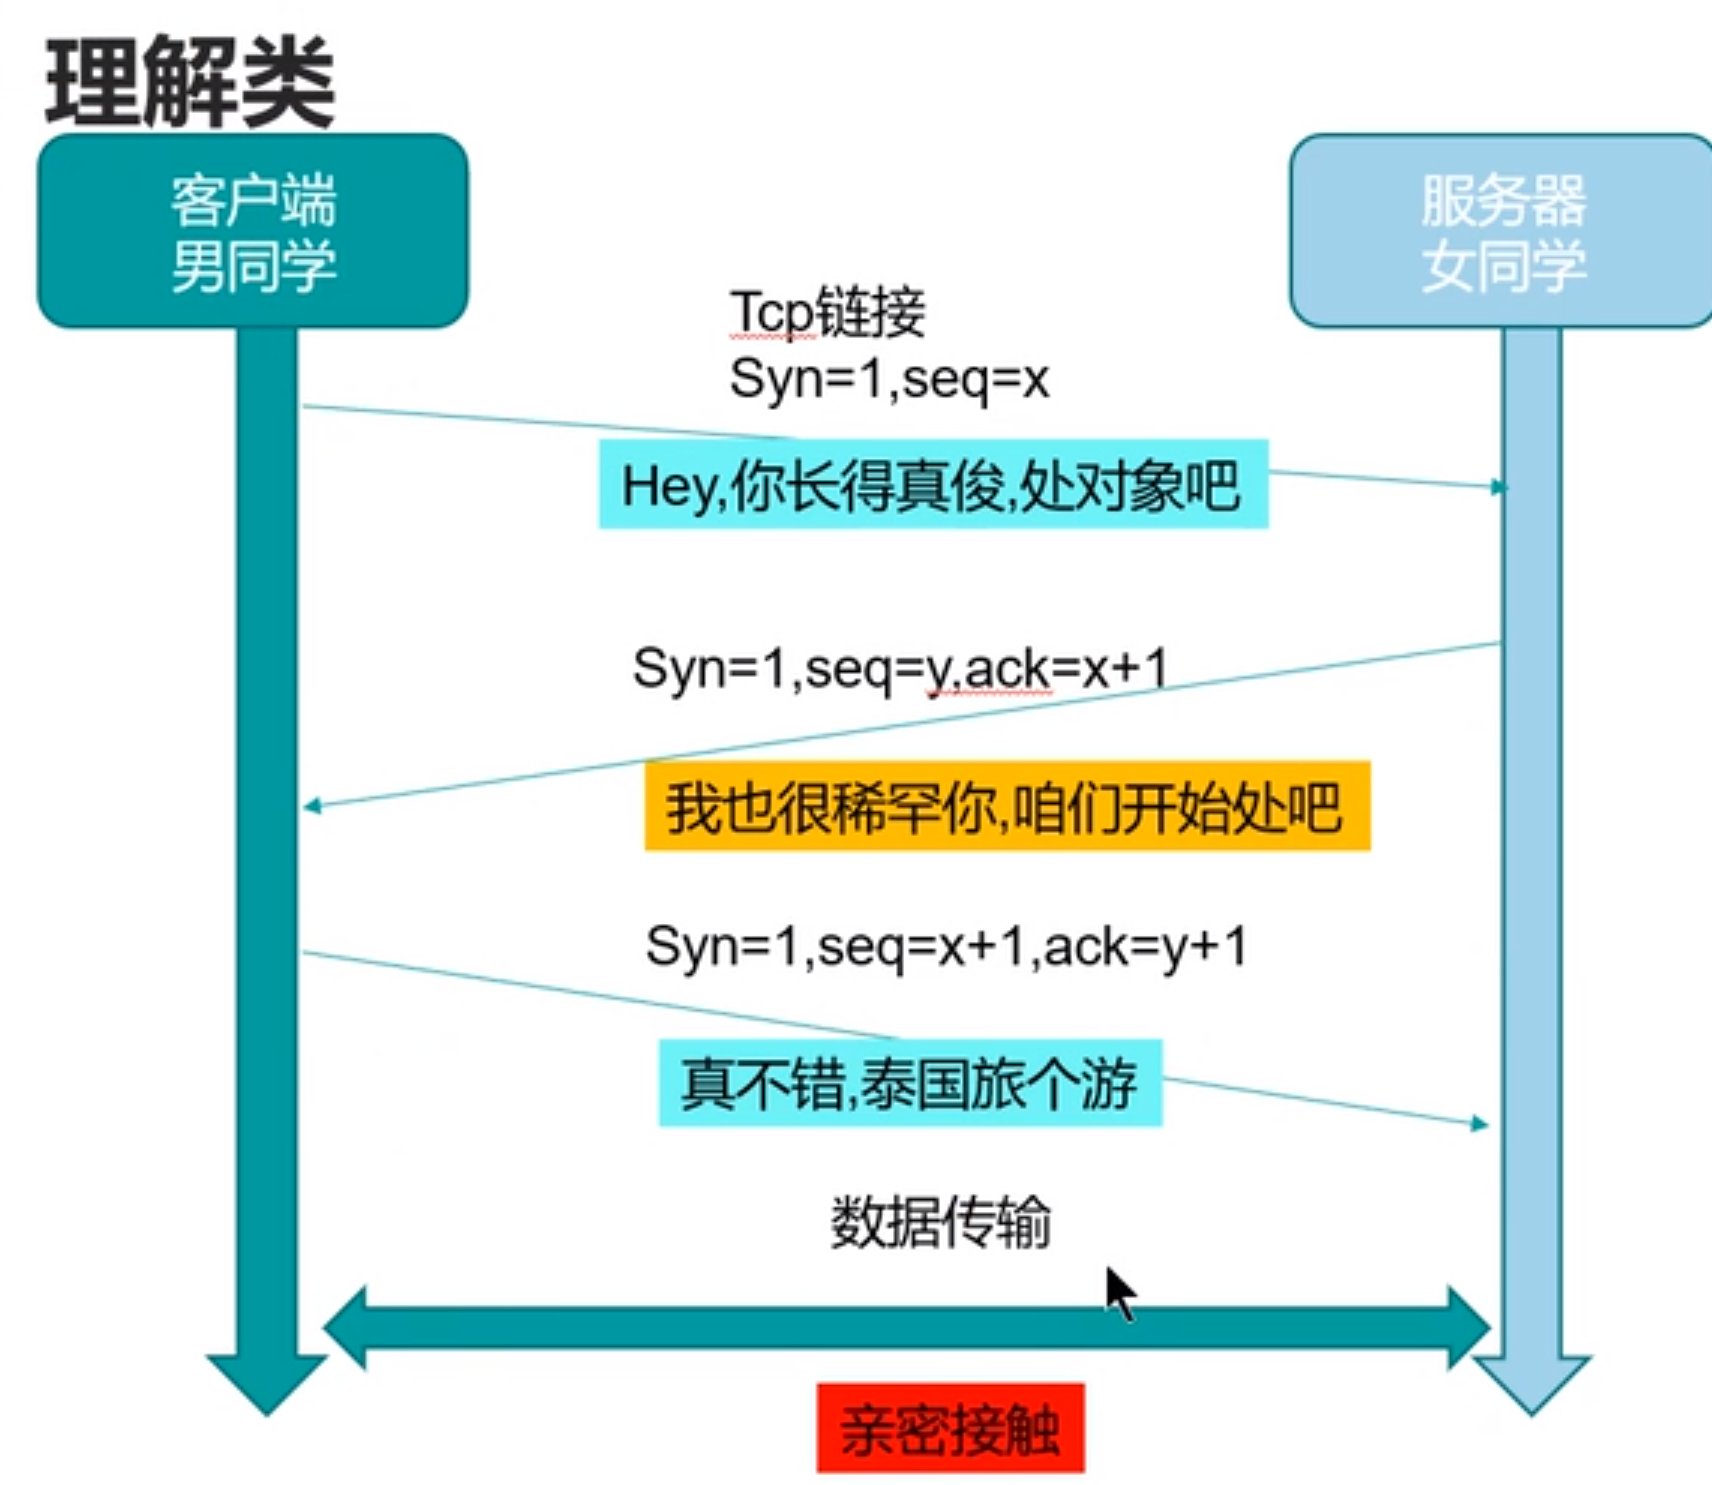 理解类
客户端
男同学
服务器
女同学
Tcp链接
Syn=1,seq=x
Hey,你长得真俊,处对象吧
Syn=1,seq=y,ack=x+1
我也很稀罕你,咱们开始处吧
Syn=1,seq=x+1,ack=y+1
真不错,泰国旅个游
数据传输
亲密接触